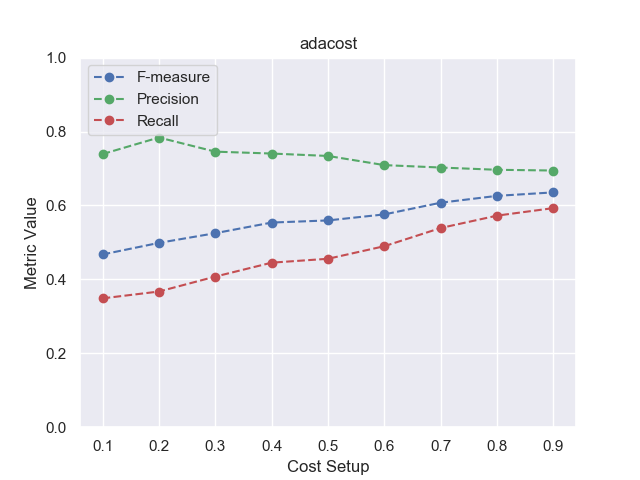 adacost
F-measure
Precision
Recall
1.0
0.8
0.6
0.4
0.2
0.0
Metric Value
0.1 0.2 0.3 0.4 0.5 0.6 0.7 0.8 0.9
Cost Setup